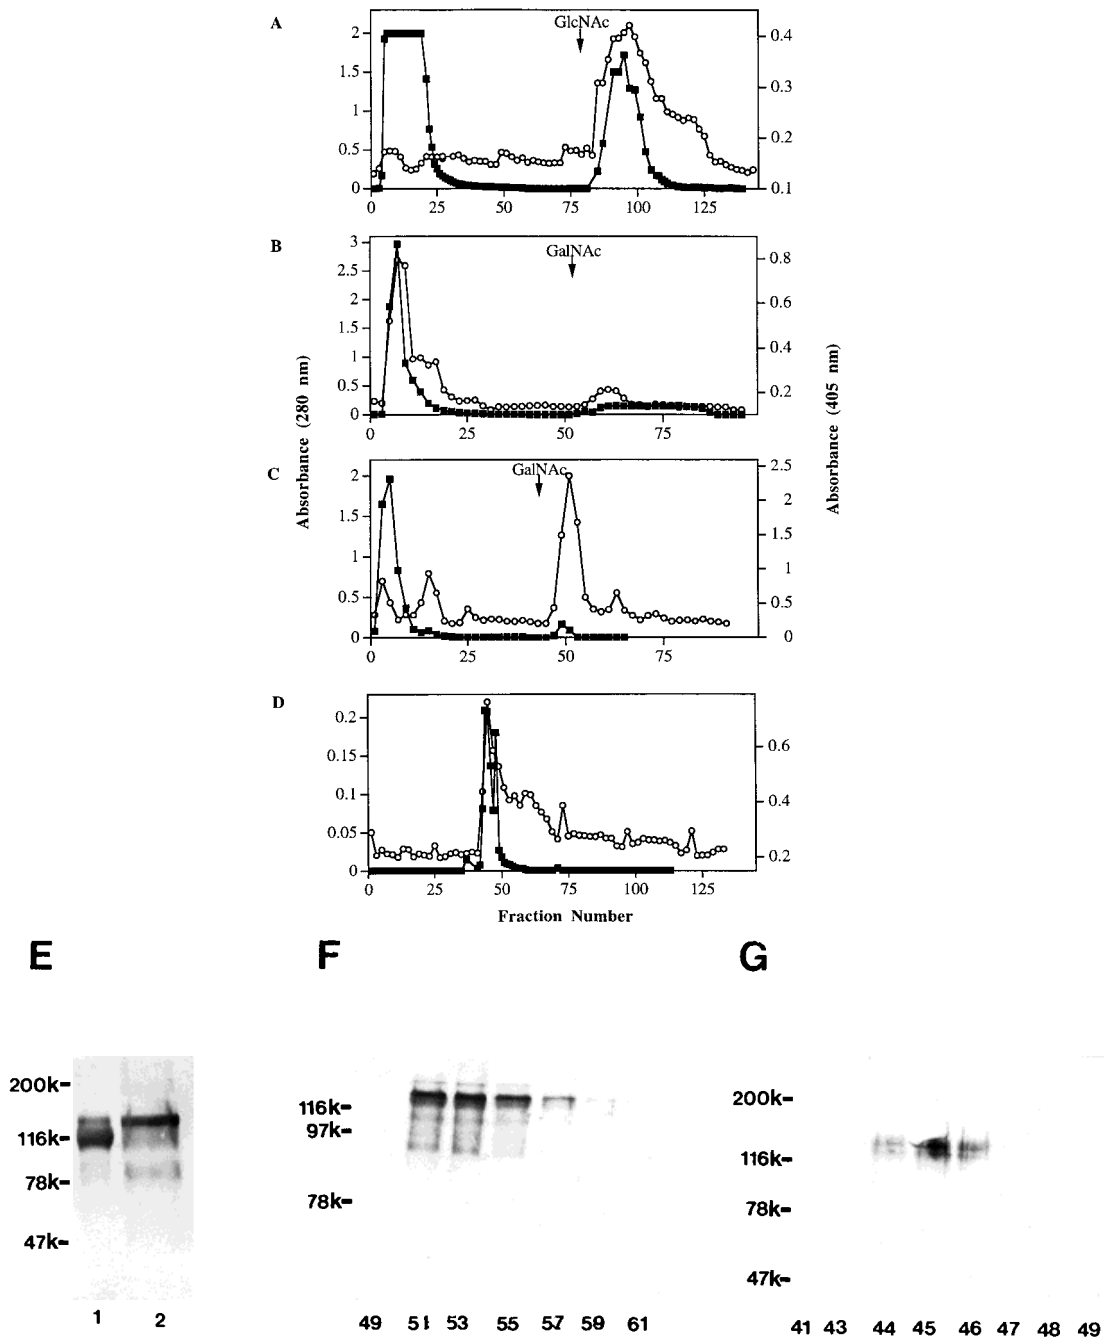 A
GlcNAc
2
1.5
1
0.5
0
0.4
0.3
0.2
0.1
0 25 50 75 100 125
B
GalNAc
3
2.5
2
1.5
1
0.5
0
0.8
0.6
0.4
0.2
0 25 50 75
Absorbance (280 nm)
Absorbance (405 nm)
C
GalNAc
2
1.5
1
0.5
0
2.5
2
1.5
1
0.5
0
0 25 50 75
D
0.2
0.15
0.1
0.05
0
0.6
0.4
0.2
0 25 50 75 100 125
Fraction Number
E
200k-
116k-
78k-
47k-
1 2
F
116k-
97k-
78k-
49 51 53 55 57 59 61
G
200k-
116k-
78k-
47k-
41 43 44 45 46 47 48 49